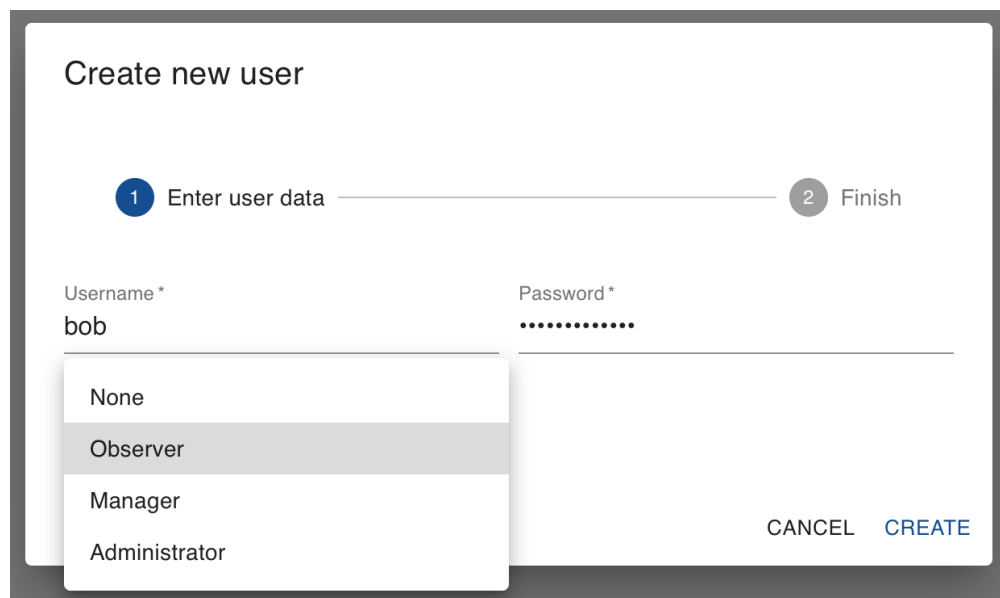 Create new user
1 Enter user data 2 Finish
Username * Password *
bob •••••••••••••
None
Observer
Manager
Administrator
CANCEL CREATE